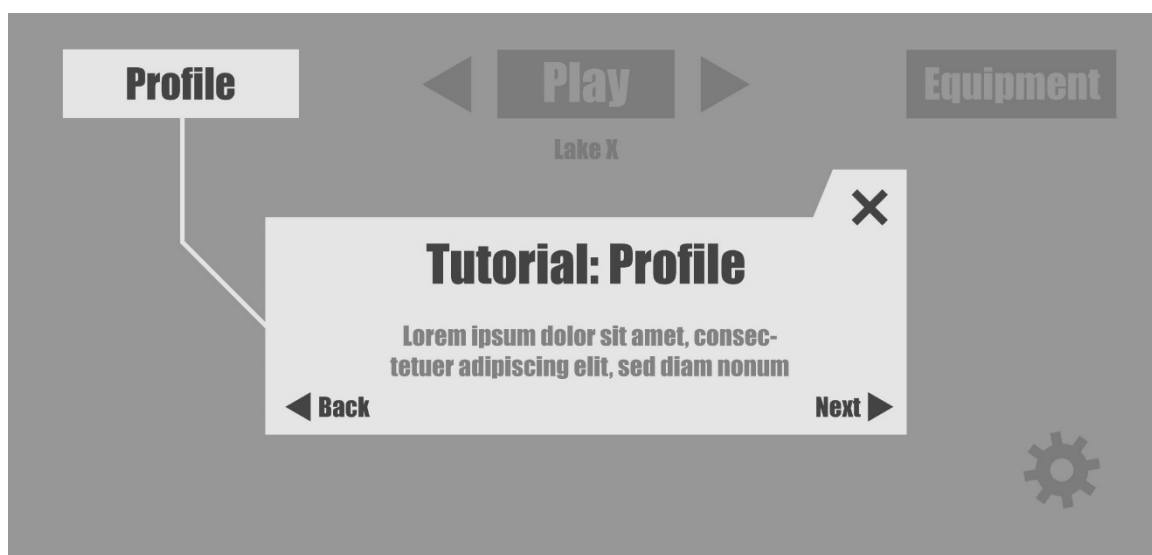 Profile
Play
Equipment
Lake X
Tutorial: Profile
Lorem ipsum dolor sit amet, consec-
tetuer adipiscing elit, sed diam nonum
Back
Next